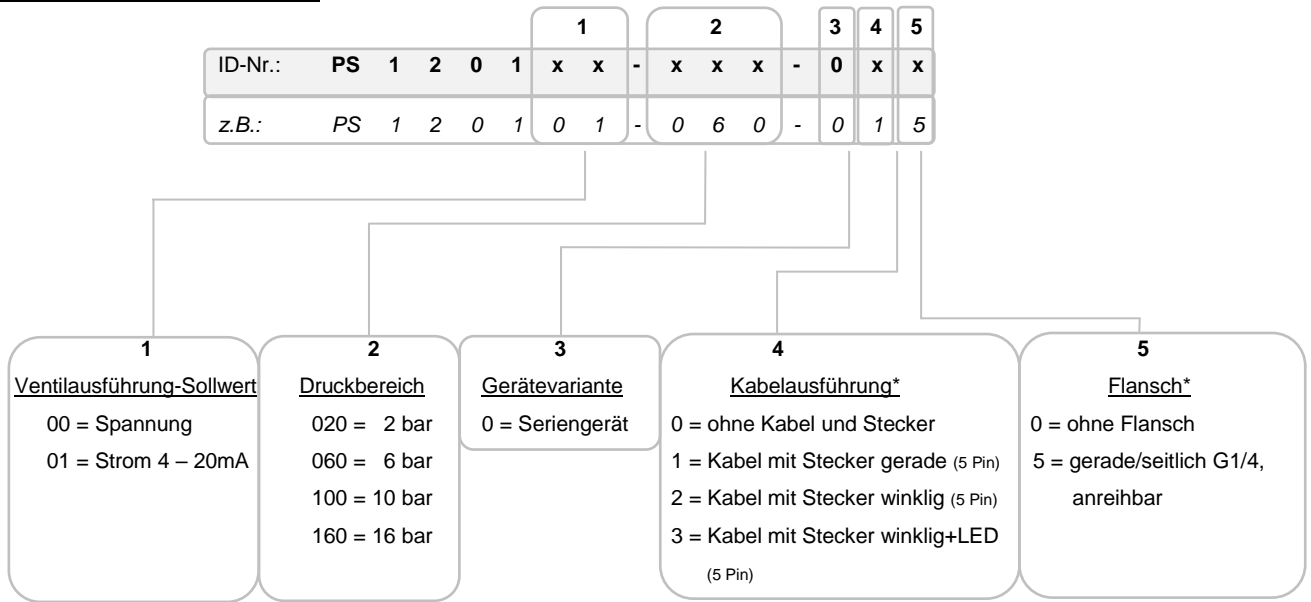 1 2 3 4 5
ID-Nr.: PS 1 2 0 1 x x - x x x - 0 x x
z.B.: PS 1 2 0 1 0 1 - 0 6 0 - 0 1 5
1
Ventilausführung-Sollwert
00 = Spannung
01 = Strom 4 – 20mA
2
Druckbereich
020 = 2 bar
060 = 6 bar
100 = 10 bar
160 = 16 bar
3
Gerätevariante
0 = Seriengerät
4
Kabelausführung*
0 = ohne Kabel und Stecker
1 = Kabel mit Stecker gerade (5 Pin)
2 = Kabel mit Stecker winklig (5 Pin)
3 = Kabel mit Stecker winklig+LED
(5 Pin)
5
Flansch*
0 = ohne Flansch
5 = gerade/seitlich G1/4,
anreihbar